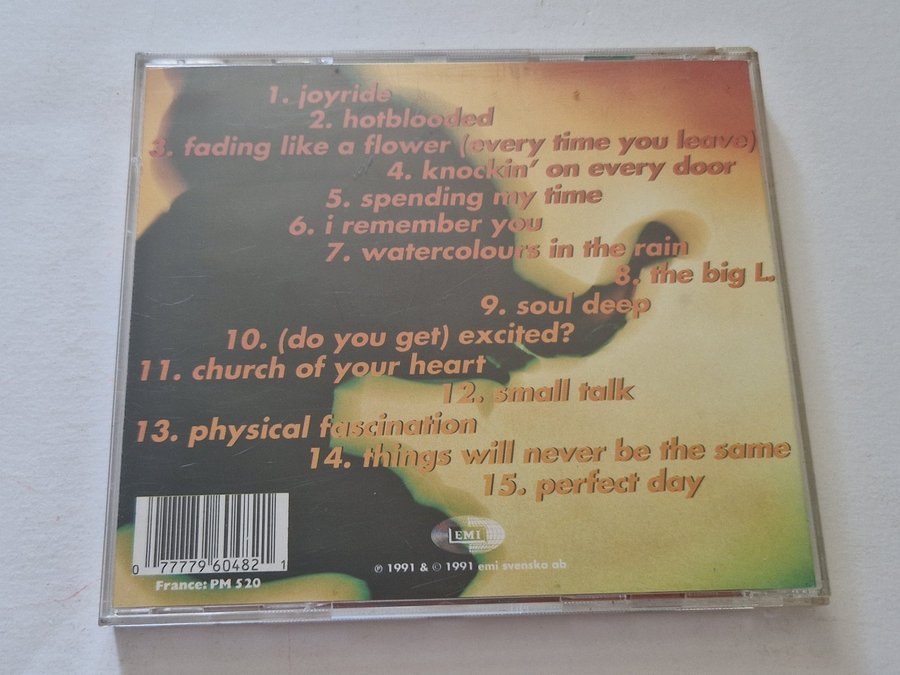 1. joyride
2. hotblooded
3. fading like a flower (every time you leave)
4. knockin' on every door
5. spending my time
6. i remember you
7. watercolours in the rain
8. the big L.
9. soul deep
10. (do you get) excited?
11. church of your heart
12. small talk
13. physical fascination
14. things will never be the same
15. perfect day
EMI
0 77779 60482 1
France: PM 520
℗ 1991 & © 1991 emi svenska ab